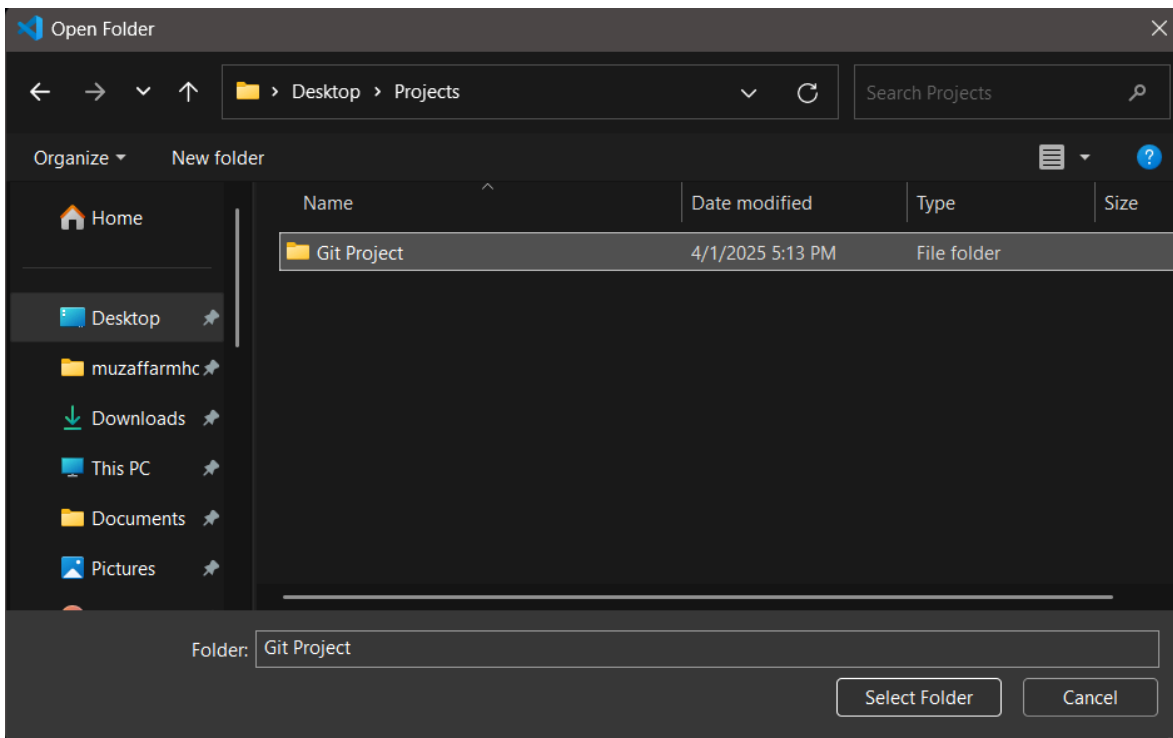 Open Folder
Desktop > Projects
Search Projects
Organize
New folder
Name
Date modified
Type
Size
Home
Git Project
4/1/2025 5:13 PM
File folder
Desktop
muzaffarmhc
Downloads
This PC
Documents
Pictures
Folder:
Git Project
Select Folder
Cancel